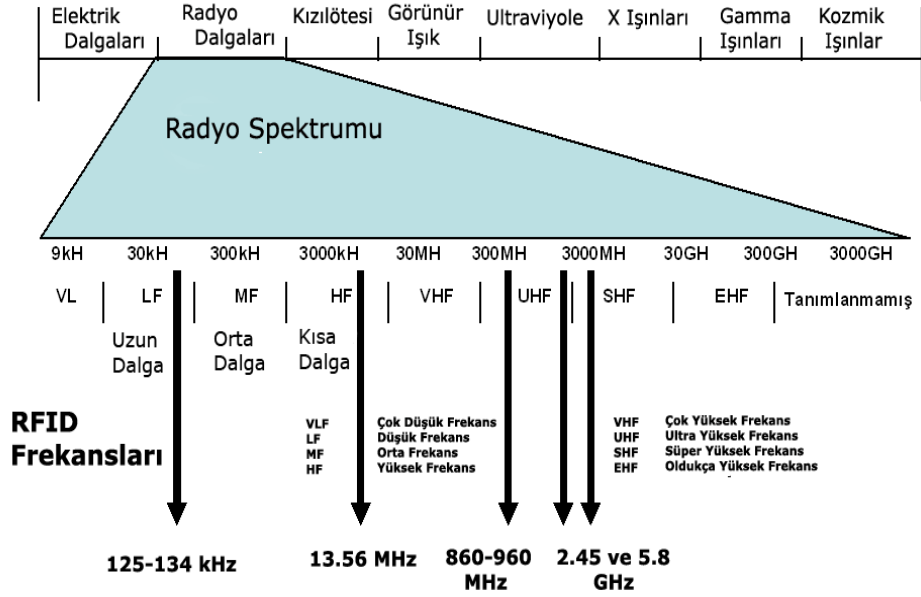 Elektrik Dalgaları
Radyo Dalgaları
Kızılötesi
Görünür Işık
Ultraviyole
X Işınları
Gamma Işınları
Kozmik Işınlar
Radyo Spektrumu
9kH 30kH 300kH 3000kH 30MH 300MH 3000MH 30GH 300GH 3000GH
VL LF MF HF VHF UHF SHF EHF Tanımlanmamış
Uzun Dalga
Orta Dalga
Kısa Dalga
RFID
Frekansları
VLF Çok Düşük Frekans
LF Düşük Frekans
MF Orta Frekans
HF Yüksek Frekans
VHF Çok Yüksek Frekans
UHF Ultra Yüksek Frekans
SHF Süper Yüksek Frekans
EHF Oldukça Yüksek Frekans
125-134 kHz
13.56 MHz
860-960 MHz
2.45 ve 5.8 GHz